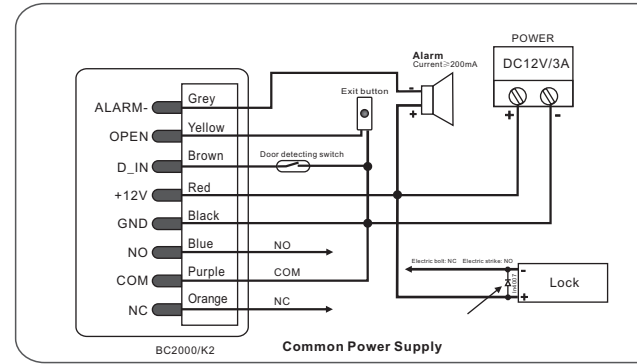 POWER
DC12V/3A
+
-
Alarm
Current≥200mA
-
+
Exit button
ALARM-
Grey
OPEN
Yellow
D_IN
Brown
Door detecting switch
+12V
Red
GND
Black
NO
Blue
NO
COM
Purple
COM
NC
Orange
NC
Electric bolt: NC Electric strike: NO
-
+
Lock
BC2000/K2
Common Power Supply